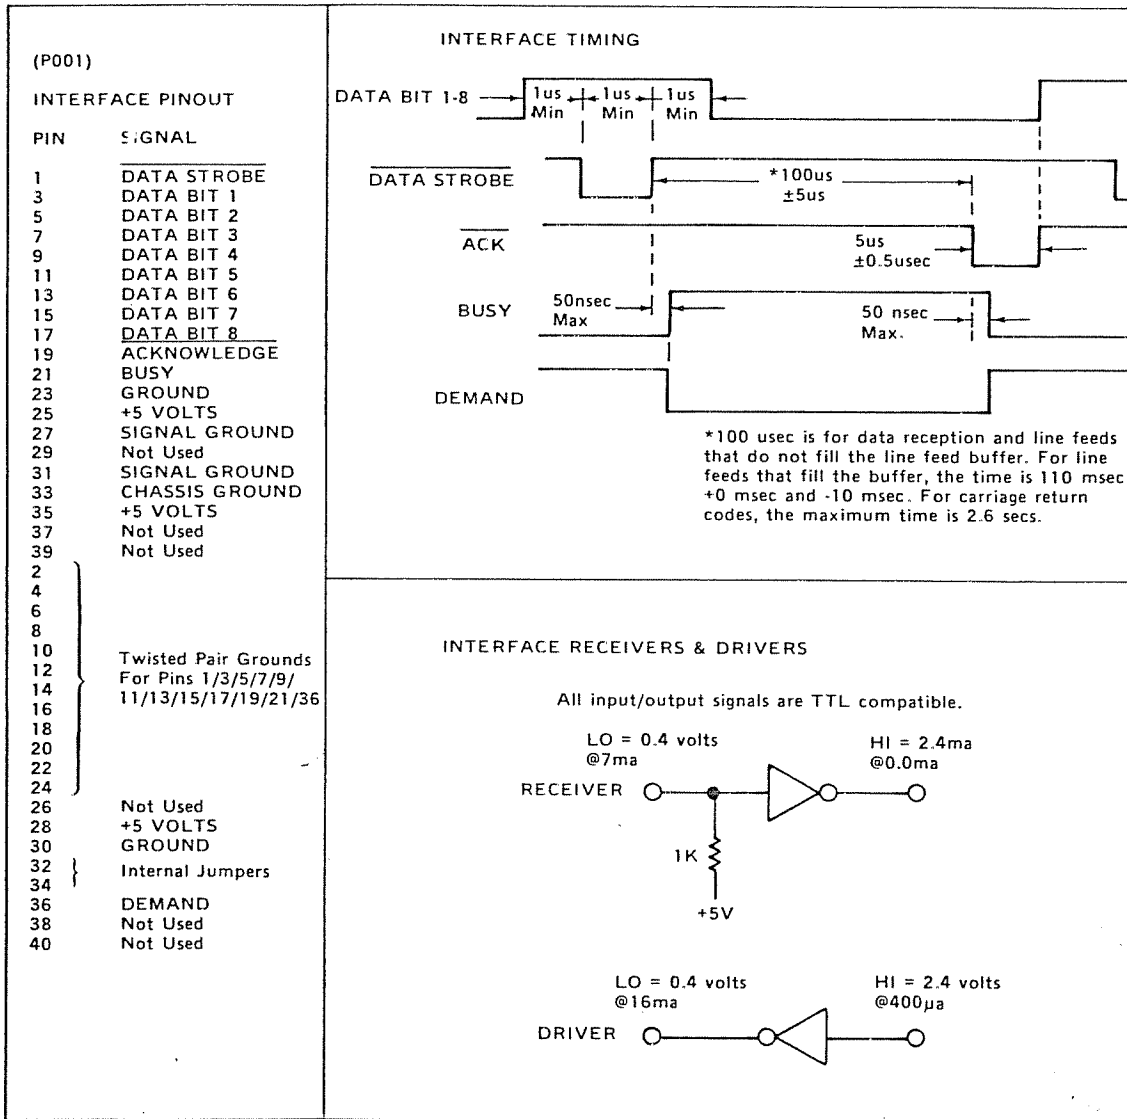 (P001)
INTERFACE PINOUT
PIN SIGNAL
1 DATA STROBE
3 DATA BIT 1
5 DATA BIT 2
7 DATA BIT 3
9 DATA BIT 4
11 DATA BIT 5
13 DATA BIT 6
15 DATA BIT 7
17 DATA BIT 8
19 ACKNOWLEDGE
21 BUSY
23 GROUND
25 +5 VOLTS
27 SIGNAL GROUND
29 Not Used
31 SIGNAL GROUND
33 CHASSIS GROUND
35 +5 VOLTS
37 Not Used
39 Not Used
2
4
6
8
10
12
14
16
18
20
22
24
Twisted Pair Grounds
For Pins 1/3/5/7/9/
11/13/15/17/19/21/36
26 Not Used
28 +5 VOLTS
30 GROUND
32
34
Internal Jumpers
36 DEMAND
38 Not Used
40 Not Used
INTERFACE TIMING
DATA BIT 1-8
1us
Min
1us
Min
1us
Min
DATA STROBE
*100us
±5us
ACK
5us
±0.5usec
BUSY
50nsec
Max
50 nsec
Max.
DEMAND
*100 usec is for data reception and line feeds
that do not fill the line feed buffer. For line
feeds that fill the buffer, the time is 110 msec
+0 msec and -10 msec. For carriage return
codes, the maximum time is 2.6 secs.
INTERFACE RECEIVERS & DRIVERS
All input/output signals are TTL compatible.
LO = 0.4 volts
@7ma
HI = 2.4ma
@0.0ma
RECEIVER
1K
+5V
LO = 0.4 volts
@16ma
HI = 2.4 volts
@400µa
DRIVER